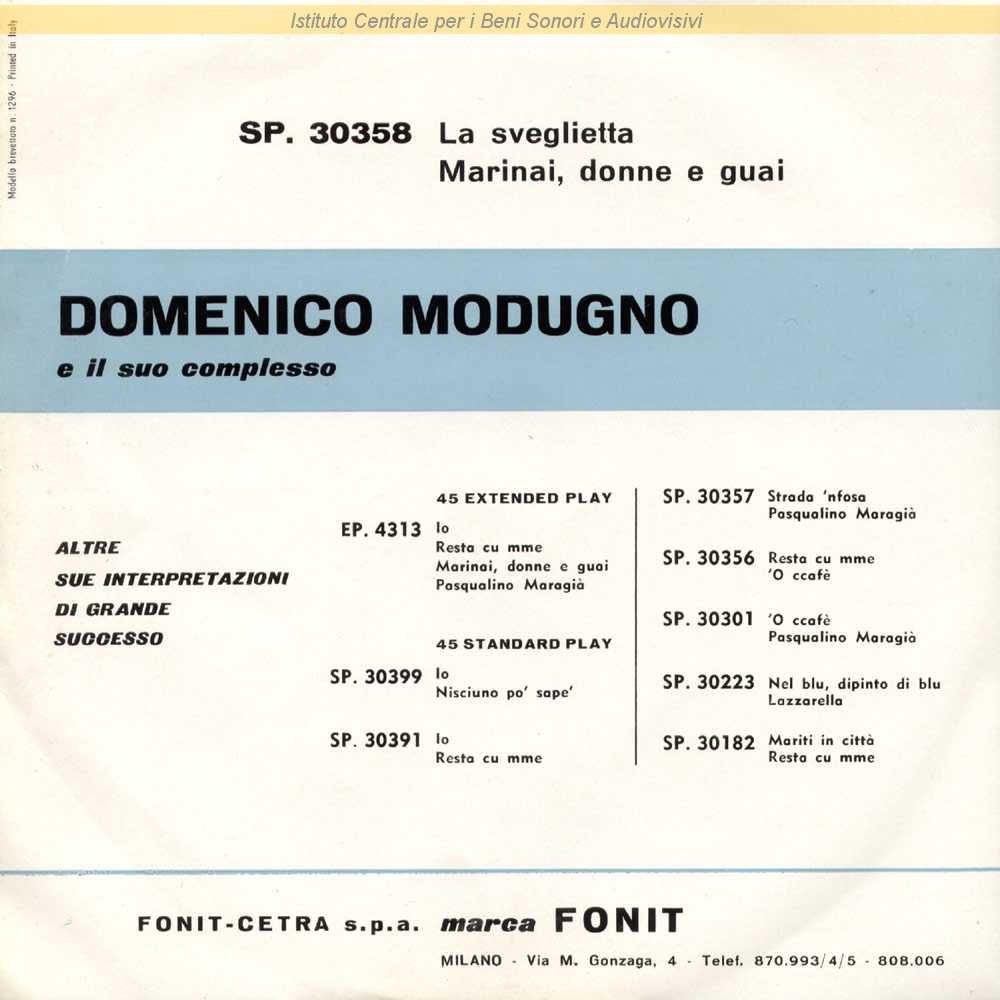 Istituto Centrale per i Beni Sonori e Audiovisivi
Modello brevettato n. 1296 - Printed in Italy
SP. 30358 La sveglietta
Marinai, donne e guai
DOMENICO MODUGNO
e il suo complesso
ALTRE
SUE INTERPRETAZIONI
DI GRANDE
SUCCESSO
45 EXTENDED PLAY
EP. 4313 Io
Resta cu mme
Marinai, donne e guai
Pasqualino Maragià
45 STANDARD PLAY
SP. 30399 Io
Nisciuno po' sape'
SP. 30391 Io
Resta cu mme
SP. 30357 Strada 'nfosa
Pasqualino Maragià
SP. 30356 Resta cu mme
'O ccafè
SP. 30301 'O ccafè
Pasqualino Maragià
SP. 30223 Nel blu, dipinto di blu
Lazzarella
SP. 30182 Mariti in città
Resta cu mme
FONIT-CETRA s.p.a. marca FONIT
MILANO - Via M. Gonzaga, 4 - Telef. 870.993/4/5 - 808.006